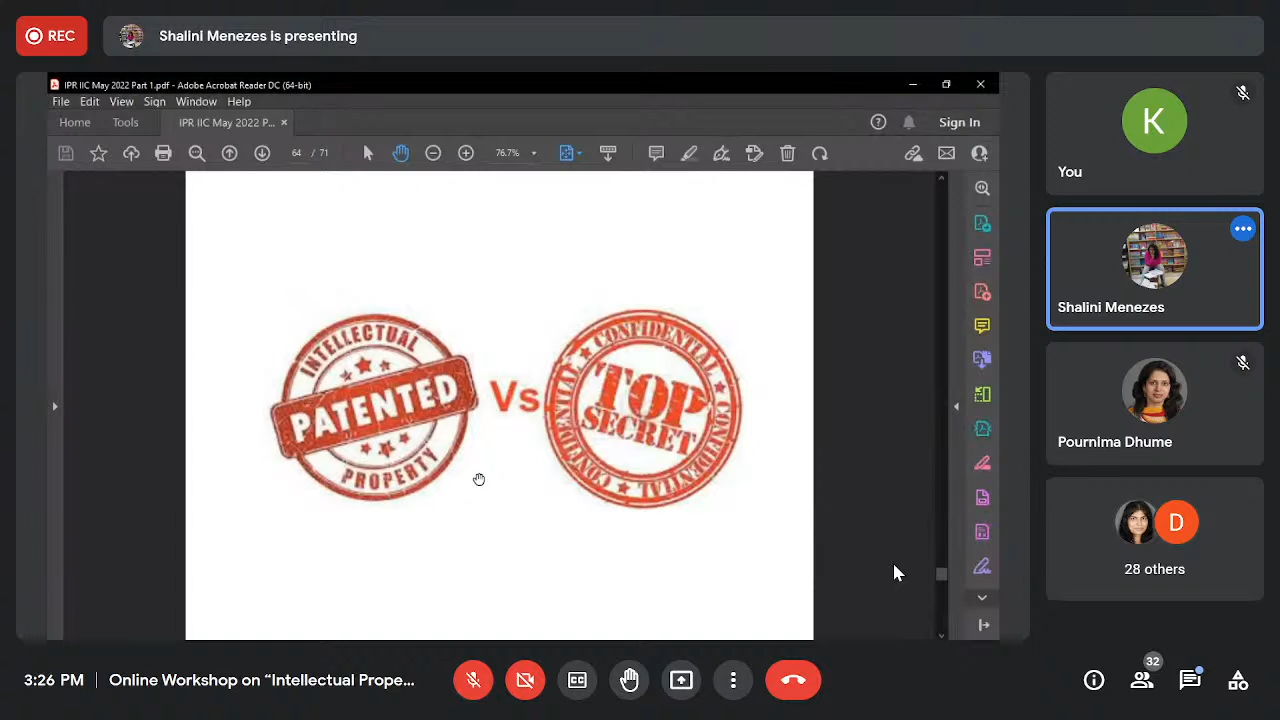 REC
Shalini Menezes is presenting
IPR IIC May 2022 Part 1.pdf - Adobe Acrobat Reader DC (64-bit)
File Edit View Sign Window Help
Home Tools IPR IIC May 2022 P... Sign In
64 / 71 76.7%
INTELLECTUAL
PATENTED
PROPERTY
Vs
CONFIDENTIAL
TOP
SECRET
CONFIDENTIAL
CONFIDENTIAL
CONFIDENTIAL
K
You
Shalini Menezes
Pournima Dhume
D
28 others
3:26 PM | Online Workshop on “Intellectual Prope...
CC
32